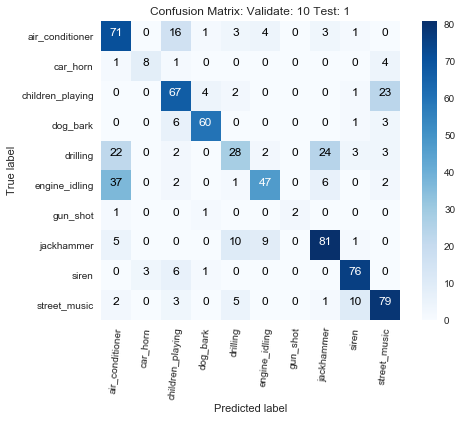 Confusion Matrix: Validate: 10 Test: 1
True label
air_conditioner 71 0 16 1 3 4 0 3 1 0
car_horn 1 8 1 0 0 0 0 0 0 4
children_playing 0 0 67 4 2 0 0 0 1 23
dog_bark 0 0 6 60 0 0 0 0 1 3
drilling 22 0 2 0 28 2 0 24 3 3
engine_idling 37 0 2 0 1 47 0 6 0 2
gun_shot 1 0 0 1 0 0 2 0 0 0
jackhammer 5 0 0 0 10 9 0 81 1 0
siren 0 3 6 1 0 0 0 0 76 0
street_music 2 0 3 0 5 0 0 1 10 79
air_conditioner
car_horn
children_playing
dog_bark
drilling
engine_idling
gun_shot
jackhammer
siren
street_music
Predicted label
80
70
60
50
40
30
20
10
0